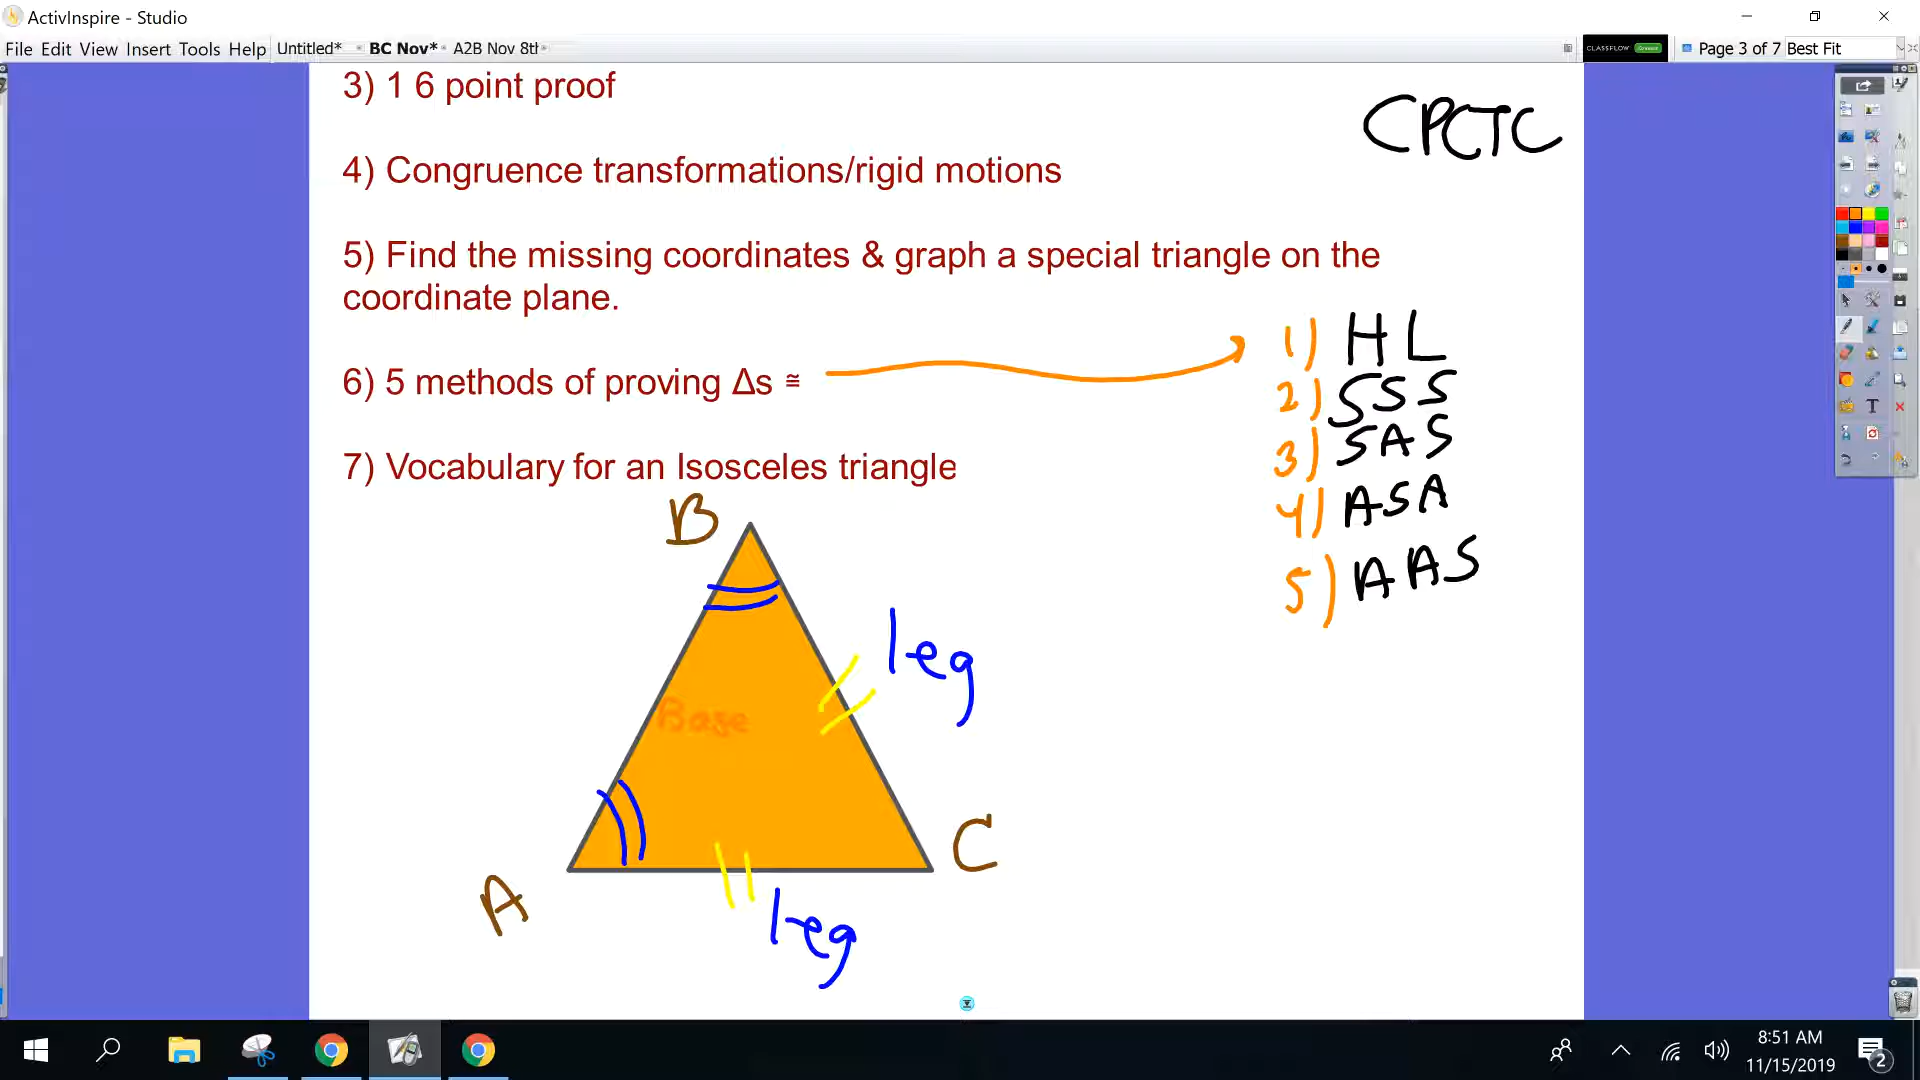 ActivInspire - Studio
File Edit View Insert Tools Help Untitled* BC Nov* A2B Nov 8th CLASSFLOW Connect Page 3 of 7 Best Fit
3) 1 6 point proof
CPCTC
4) Congruence transformations/rigid motions
5) Find the missing coordinates & graph a special triangle on the
coordinate plane.
6) 5 methods of proving Δs ≅
1) HL
2) SSS
3) SAS
4) ASA
5) AAS
7) Vocabulary for an Isosceles triangle
B
leg
Base
C
A
leg
T
8:51 AM
11/15/2019
2